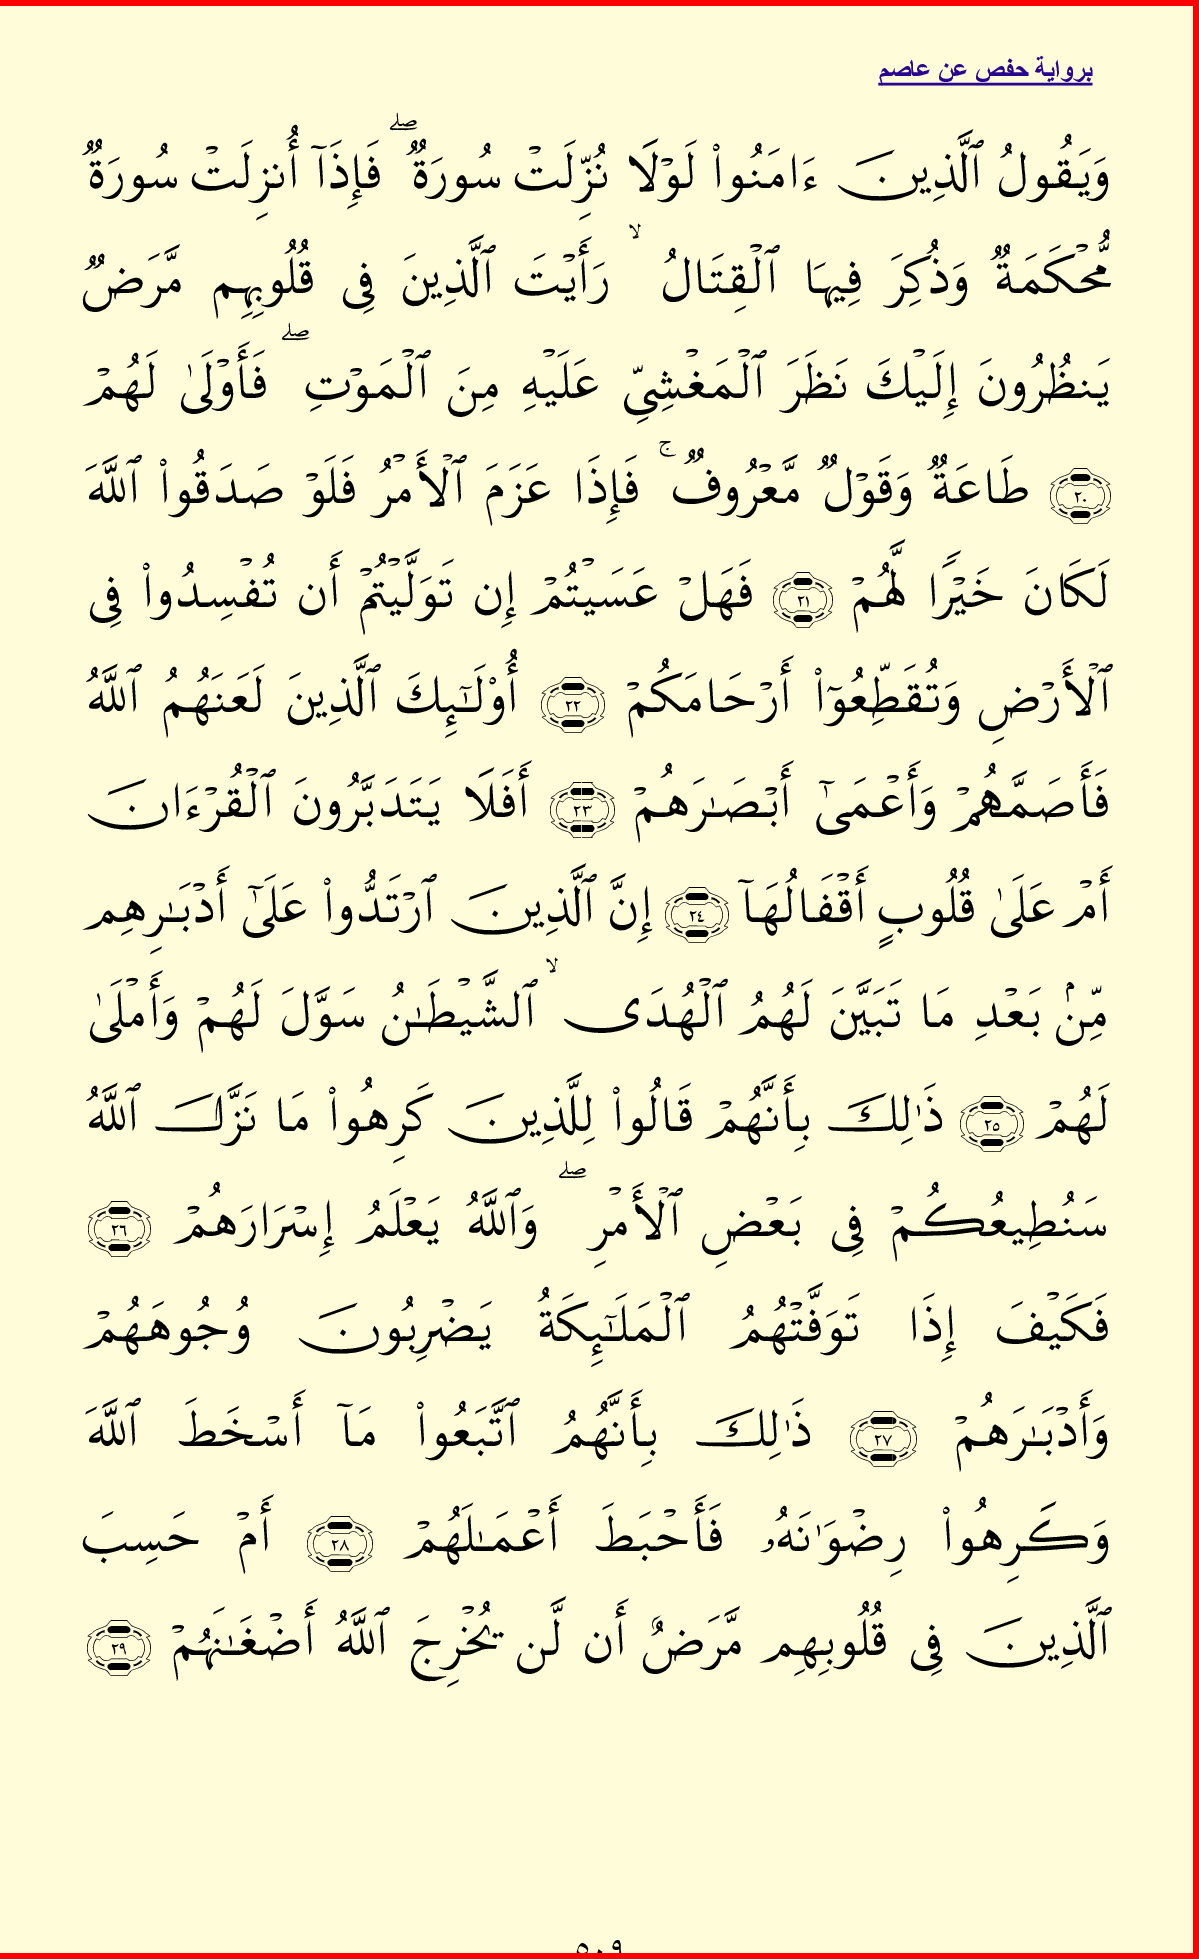 برواية حفص عن عاصم
وَيَقُولُ ٱلَّذِينَ ءَامَنُوا۟ لَوْلَا نُزِّلَتْ سُورَةٌۭ ۖ فَإِذَآ أُنزِلَتْ سُورَةٌۭ
مُّحْكَمَةٌۭ وَذُكِرَ فِيهَا ٱلْقِتَالُ ۙ رَأَيْتَ ٱلَّذِينَ فِى قُلُوبِهِم مَّرَضٌۭ
يَنظُرُونَ إِلَيْكَ نَظَرَ ٱلْمَغْشِىِّ عَلَيْهِ مِنَ ٱلْمَوْتِ ۖ فَأَوْلَىٰ لَهُمْ
٢٠ طَاعَةٌۭ وَقَوْلٌۭ مَّعْرُوفٌۭ ۚ فَإِذَا عَزَمَ ٱلْأَمْرُ فَلَوْ صَدَقُوا۟ ٱللَّهَ
لَكَانَ خَيْرًۭا لَّهُمْ ٢١ فَهَلْ عَسَيْتُمْ إِن تَوَلَّيْتُمْ أَن تُفْسِدُوا۟ فِى
ٱلْأَرْضِ وَتُقَطِّعُوٓا۟ أَرْحَامَكُمْ ٢٢ أُو۟لَـٰٓئِكَ ٱلَّذِينَ لَعَنَهُمُ ٱللَّهُ
فَأَصَمَّهُمْ وَأَعْمَىٰٓ أَبْصَـٰرَهُمْ ٢٣ أَفَلَا يَتَدَبَّرُونَ ٱلْقُرْءَانَ
أَمْ عَلَىٰ قُلُوبٍ أَقْفَالُهَآ ٢٤ إِنَّ ٱلَّذِينَ ٱرْتَدُّوا۟ عَلَىٰٓ أَدْبَـٰرِهِم
مِّنۢ بَعْدِ مَا تَبَيَّنَ لَهُمُ ٱلْهُدَى ۙ ٱلشَّيْطَـٰنُ سَوَّلَ لَهُمْ وَأَمْلَىٰ
لَهُمْ ٢٥ ذَٰلِكَ بِأَنَّهُمْ قَالُوا۟ لِلَّذِينَ كَرِهُوا۟ مَا نَزَّلَ ٱللَّهُ
سَنُطِيعُكُمْ فِى بَعْضِ ٱلْأَمْرِ ۖ وَٱللَّهُ يَعْلَمُ إِسْرَارَهُمْ ٢٦
فَكَيْفَ إِذَا تَوَفَّتْهُمُ ٱلْمَلَـٰٓئِكَةُ يَضْرِبُونَ وُجُوهَهُمْ
وَأَدْبَـٰرَهُمْ ٢٧ ذَٰلِكَ بِأَنَّهُمُ ٱتَّبَعُوا۟ مَآ أَسْخَطَ ٱللَّهَ
وَكَرِهُوا۟ رِضْوَٰنَهُۥ فَأَحْبَطَ أَعْمَـٰلَهُمْ ٢٨ أَمْ حَسِبَ
ٱلَّذِينَ فِى قُلُوبِهِم مَّرَضٌ أَن لَّن يُخْرِجَ ٱللَّهُ أَضْغَـٰنَهُمْ ٢٩
٥٠٩